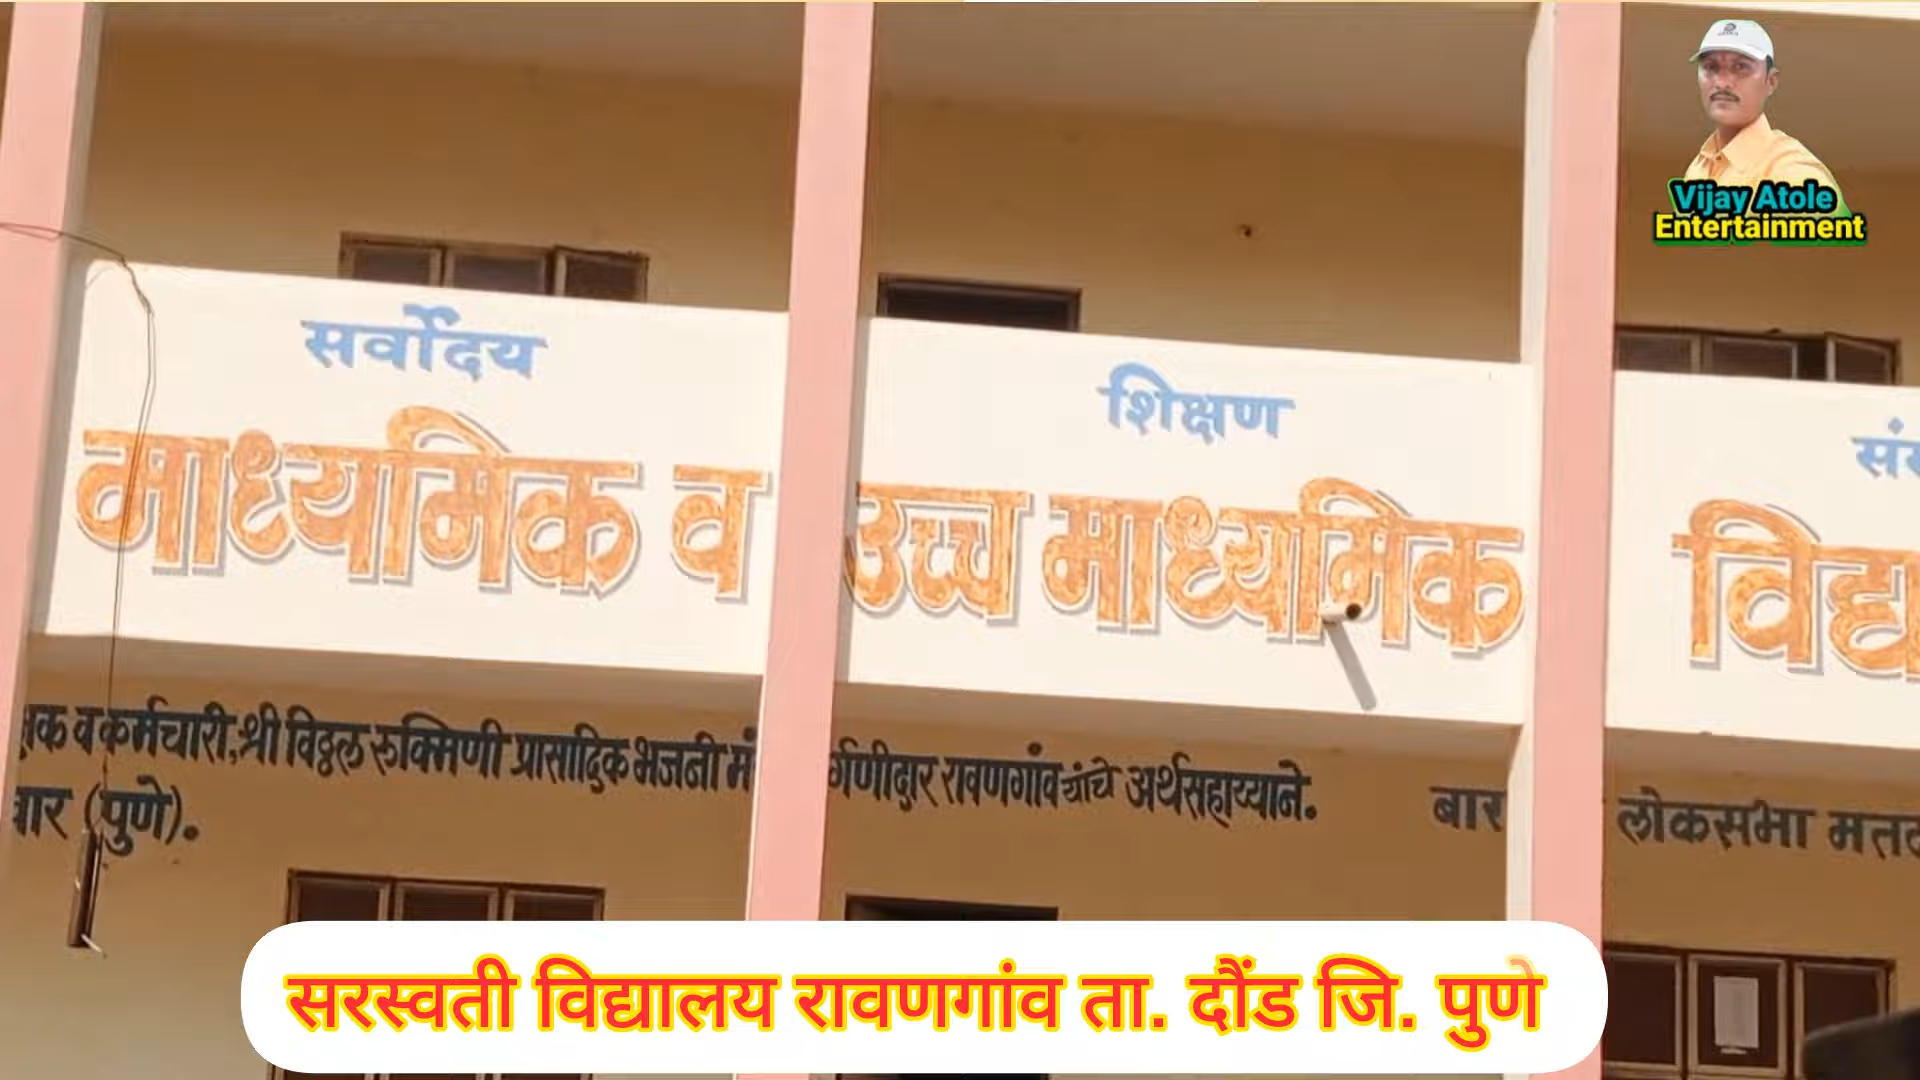 Vijay Atole
Entertainment
सर्वोदय शिक्षण
माध्यमिक व उच्च माध्यमिक
व कर्मचारी, श्री विठ्ठल रुक्मिणी प्रासादिक भजनी रावणगांव यांचे अर्थसहाय्याने.
(पुणे). लोकसभा
सरस्वती विद्यालय रावणगांव ता. दौंड जि. पुणे